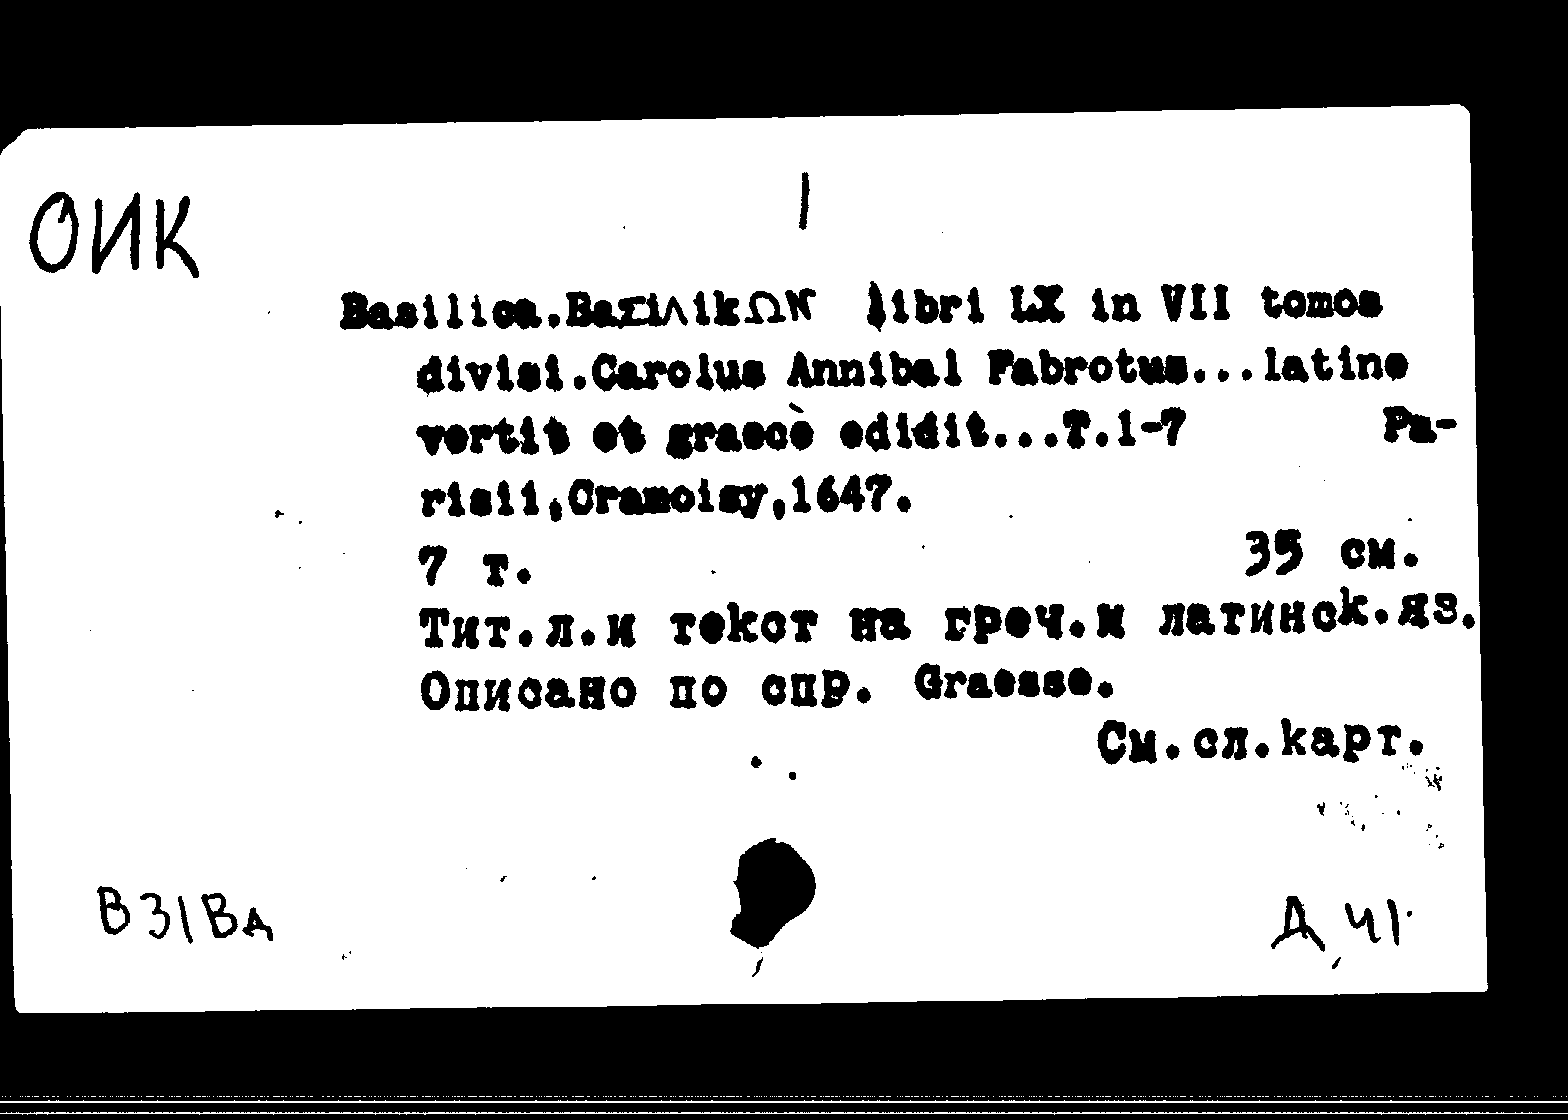 ОИК
1
Basilica.BaΣiΛikΩN libri LX in VII tomos
divisi.Carolus Annibal Fabrotus...latine
vertit et graecè edidit...T.1-7 Pa-
risii,Cramoisy,1647.
7 т. 35 см.
Тит.л.и текст на греч.и латинск.яз.
Описано по спр. Graesse.
См.сл.карт.
В31Вд Д 41